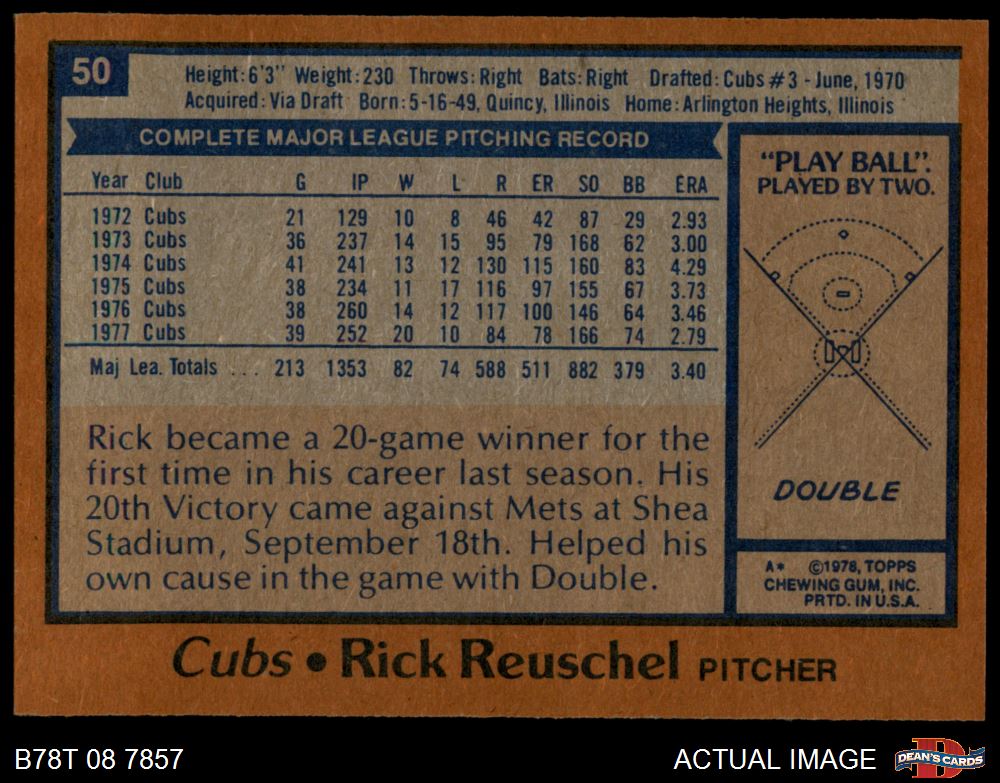 50
Height: 6'3" Weight: 230 Throws: Right Bats: Right Drafted: Cubs #3 - June, 1970
Acquired: Via Draft Born: 5-16-49, Quincy, Illinois Home: Arlington Heights, Illinois
COMPLETE MAJOR LEAGUE PITCHING RECORD
Year Club G IP W L R ER SO BB ERA
1972 Cubs 21 129 10 8 46 42 87 29 2.93
1973 Cubs 36 237 14 15 95 79 168 62 3.00
1974 Cubs 41 241 13 12 130 115 160 83 4.29
1975 Cubs 38 234 11 17 116 97 155 67 3.73
1976 Cubs 38 260 14 12 117 100 146 64 3.46
1977 Cubs 39 252 20 10 84 78 166 74 2.79
Maj Lea. Totals ... 213 1353 82 74 588 511 882 379 3.40
Rick became a 20-game winner for the
first time in his career last season. His
20th Victory came against Mets at Shea
Stadium, September 18th. Helped his
own cause in the game with Double.
"PLAY BALL".
PLAYED BY TWO.
DOUBLE
A* ©1978, TOPPS
CHEWING GUM, INC.
PRTD. IN U.S.A.
Cubs • Rick Reuschel PITCHER
B78T 08 7857
ACTUAL IMAGE
D
DEAN'S CARDS